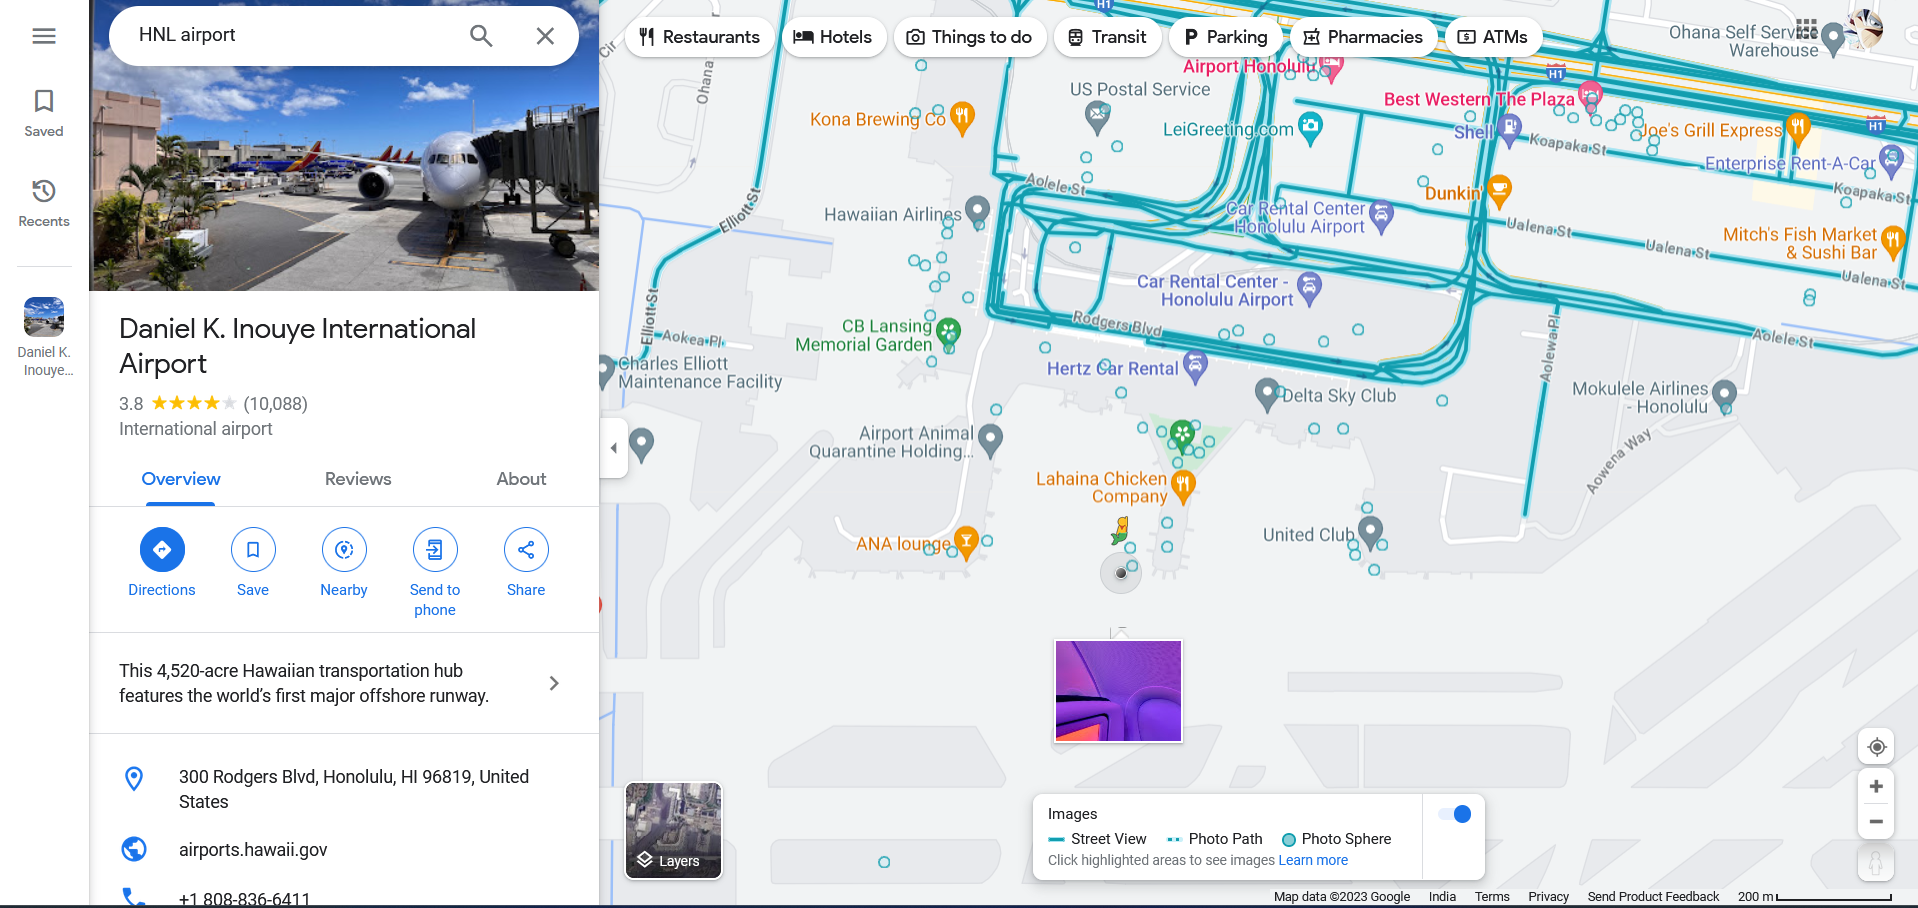 HNL airport
Saved
Recents
Daniel K.
Inouye...
Daniel K. Inouye International
Airport
3.8 (10,088)
International airport
Overview
Reviews
About
Directions
Save
Nearby
Send to
phone
Share
This 4,520-acre Hawaiian transportation hub
features the world's first major offshore runway.
300 Rodgers Blvd, Honolulu, HI 96819, United
States
airports.hawaii.gov
+1 808-836-6411
Restaurants
Hotels
Things to do
Transit
Parking
Pharmacies
ATMs
H1
Ohana Self Service
Warehouse
Airport Honolulu
H1
US Postal Service
Best Western The Plaza
Kona Brewing Co
LeiGreeting.com
Shell
Joe's Grill Express
H1
Koapaka St
Enterprise Rent-A-Car
Aolele St
Dunkin'
Koapaka St
Elliott St
Hawaiian Airlines
Car Rental Center
Honolulu Airport
Ualena St
Ualena St
Mitch's Fish Market
& Sushi Bar
Ualena St
Car Rental Center -
Honolulu Airport
Elliott St
CB Lansing
Memorial Garden
Rodgers Blvd
Aokea Pl
Aolele St
Aolewa Pl
Charles Elliott
Maintenance Facility
Hertz Car Rental
Delta Sky Club
Mokulele Airlines
- Honolulu
Airport Animal
Quarantine Holding...
Aowena Way
Lahaina Chicken
Company
United Club
ANA lounge
Layers
Images
Street View
Photo Path
Photo Sphere
Click highlighted areas to see images Learn more
Map data ©2023 Google
India
Terms
Privacy
Send Product Feedback
200 m